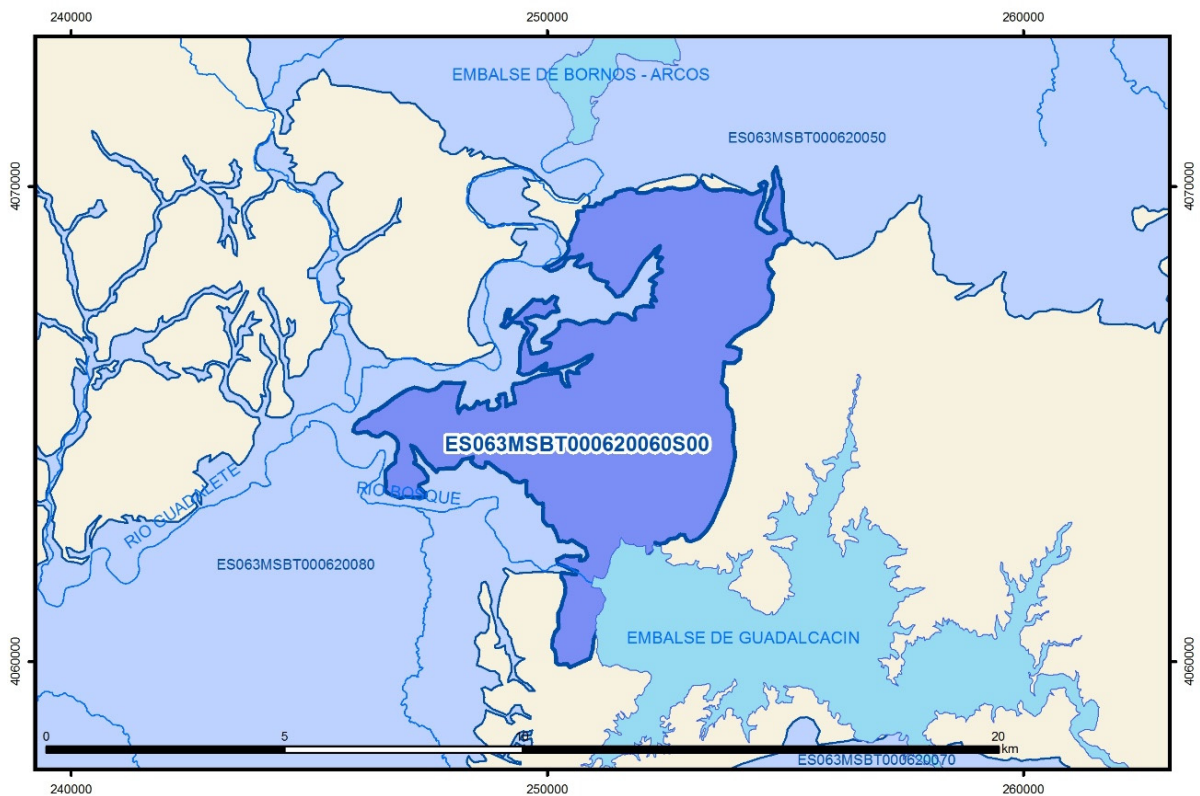 240000
250000
260000
EMBALSE DE BORNOS - ARCOS
ES063MSBT000620050
4070000
4070000
ES063MSBT000620060S00
RIO GUADALETE
RIO BOSQUE
ES063MSBT000620080
EMBALSE DE GUADALCACIN
4060000
4060000
0
5
10
20
km
ES063MSBT000620070
240000
250000
260000